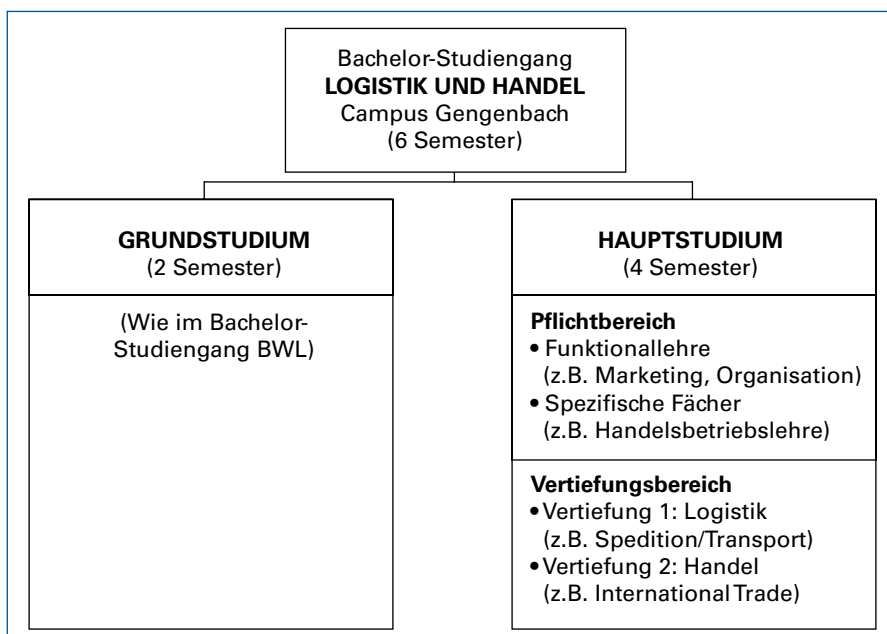 Bachelor-Studiengang
LOGISTIK UND HANDEL
Campus Gengenbach
(6 Semester)
GRUNDSTUDIUM
(2 Semester)
(Wie im Bachelor-
Studiengang BWL)
HAUPTSTUDIUM
(4 Semester)
Pflichtbereich
• Funktionallehre
(z.B. Marketing, Organisation)
• Spezifische Fächer
(z.B. Handelsbetriebslehre)
Vertiefungsbereich
• Vertiefung 1: Logistik
(z.B. Spedition/Transport)
• Vertiefung 2: Handel
(z.B. International Trade)